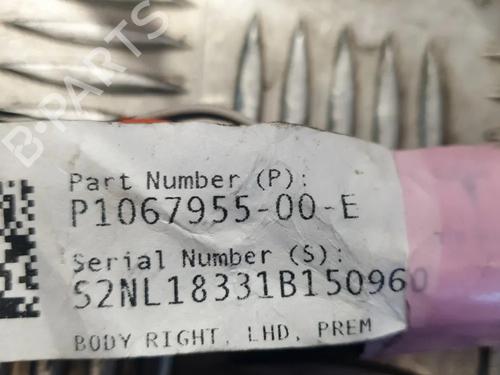 B-PARTS
Part Number (P):
P1067955-00-E
Serial Number (S):
S2NL18331B150960
BODY RIGHT, LHD, PREM